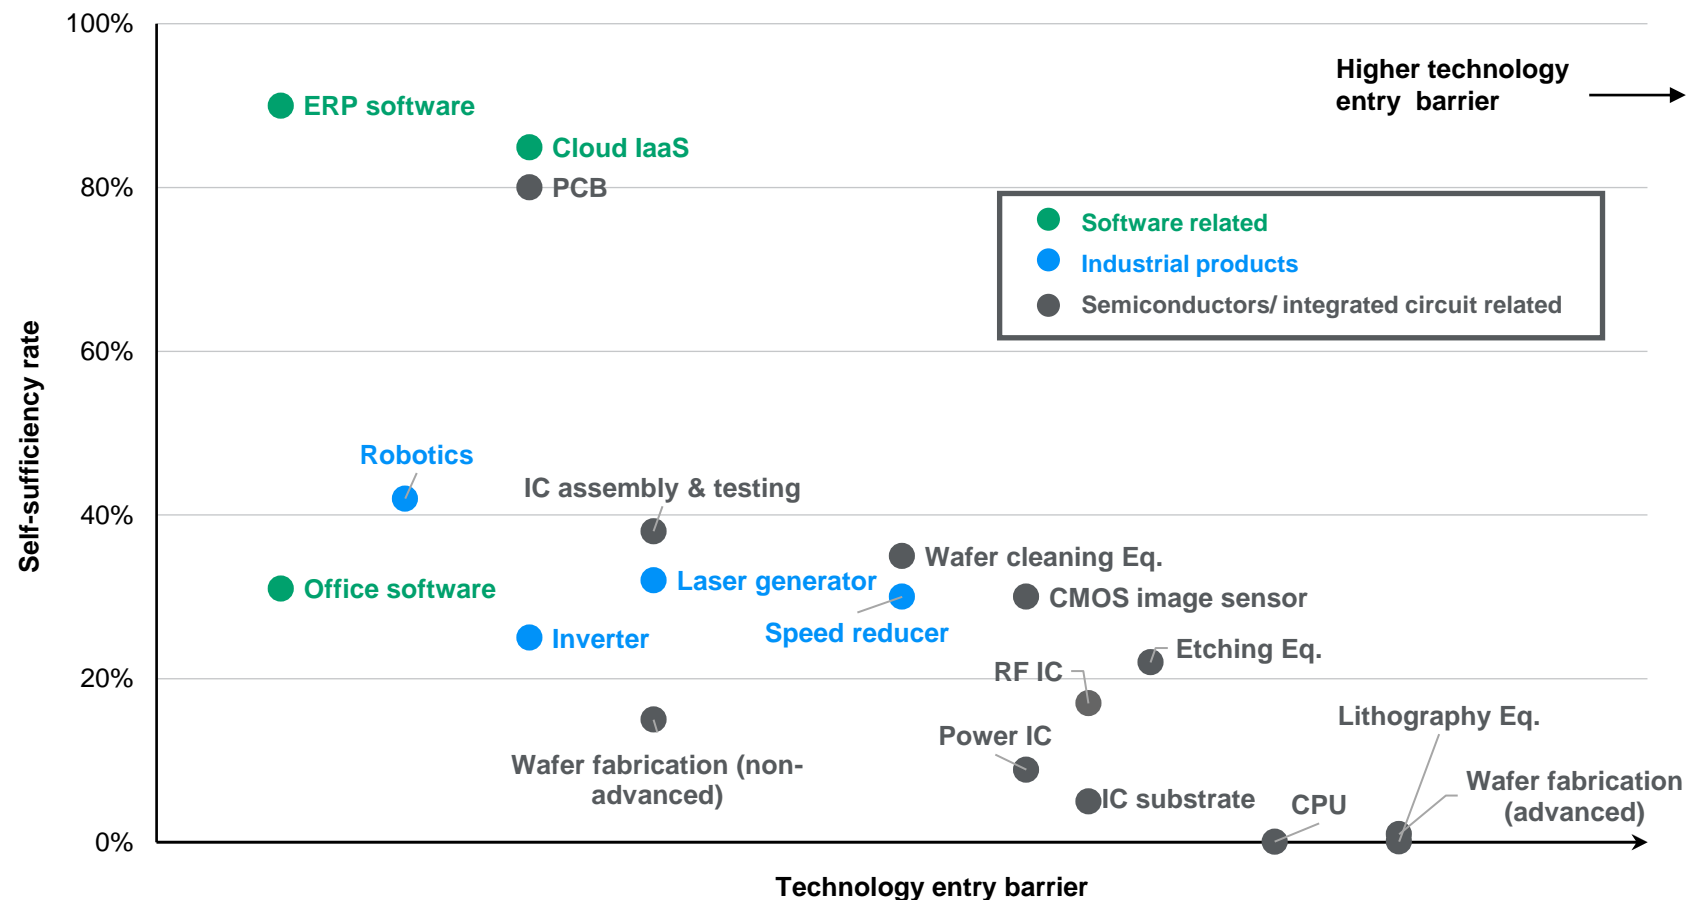 100%
80%
60%
40%
20%
0%
Self-sufficiency rate
Technology entry barrier
Higher technology
entry barrier
Software related
Industrial products
Semiconductors/ integrated circuit related
ERP software
Cloud IaaS
PCB
Robotics
IC assembly & testing
Wafer cleaning Eq.
Laser generator
Office software
CMOS image sensor
Speed reducer
Inverter
Etching Eq.
RF IC
Lithography Eq.
Power IC
Wafer fabrication (non-
advanced)
Wafer fabrication
(advanced)
IC substrate
CPU